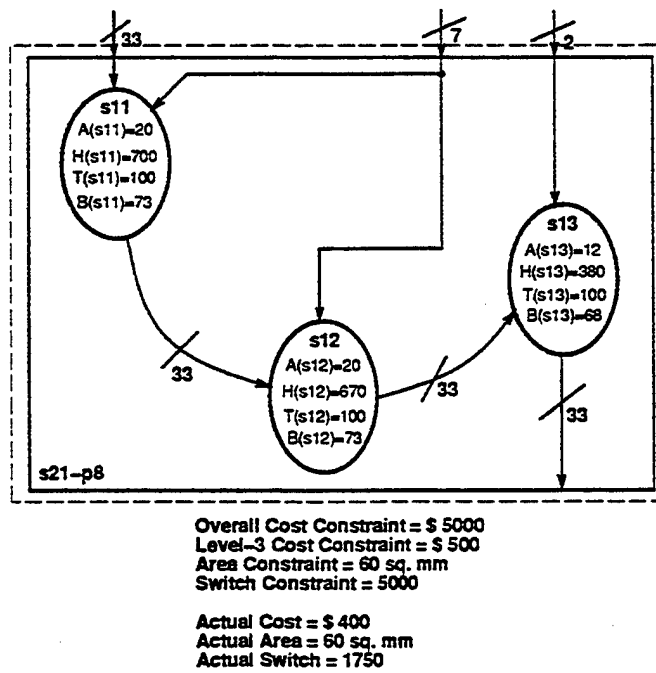 33
7
2
s11
A(s11)=20
H(s11)=700
T(s11)=100
B(s11)=73
s13
A(s13)=12
H(s13)=380
T(s13)=100
B(s13)=68
s12
A(s12)=20
H(s12)=670
T(s12)=100
B(s12)=73
33
33
33
s21-p8
Overall Cost Constraint = $ 5000
Level-3 Cost Constraint = $ 500
Area Constraint = 60 sq. mm
Switch Constraint = 5000
Actual Cost = $ 400
Actual Area = 60 sq. mm
Actual Switch = 1750